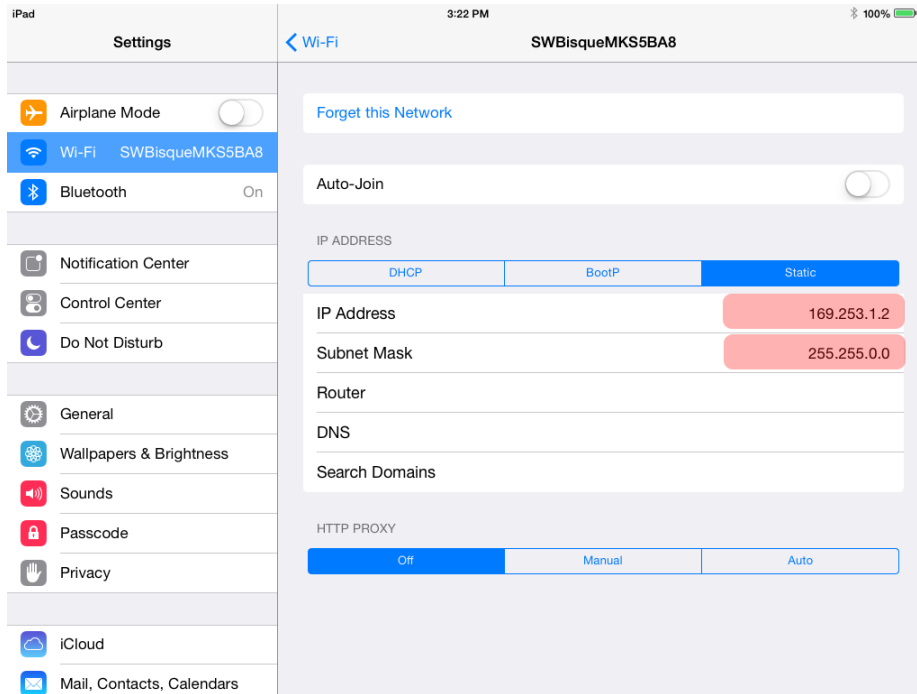 iPad 3:22 PM 100%
Settings
Wi-Fi SWBisqueMKS5BA8
Airplane Mode
Wi-Fi SWBisqueMKS5BA8
Bluetooth On
Notification Center
Control Center
Do Not Disturb
General
Wallpapers & Brightness
Sounds
Passcode
Privacy
iCloud
Mail, Contacts, Calendars
Forget this Network
Auto-Join
IP ADDRESS
DHCP BootP Static
IP Address 169.253.1.2
Subnet Mask 255.255.0.0
Router
DNS
Search Domains
HTTP PROXY
Off Manual Auto